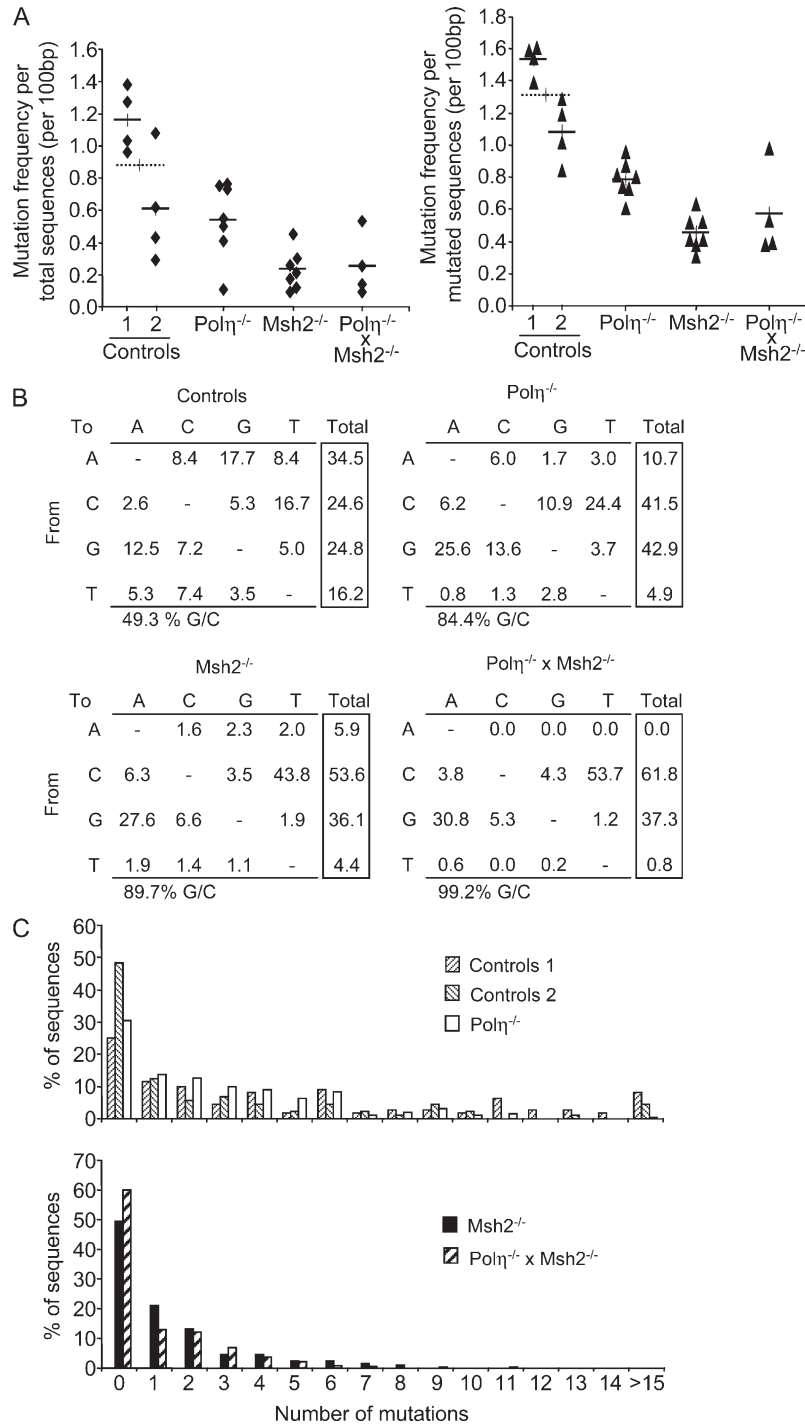 A
Mutation frequency per
total sequences (per 100bp)
1.6
1.4
1.2
1.0
0.8
0.6
0.4
0.2
0.0
1 2 Polη-/- Msh2-/- Polη-/-
Controls x
Msh2-/-
Mutation frequency per
mutated sequences (per 100bp)
1.8
1.6
1.4
1.2
1.0
0.8
0.6
0.4
0.2
0.0
1 2 Polη-/- Msh2-/- Polη-/-
Controls x
Msh2-/-
B
Controls
To A C G T Total
From
A - 8.4 17.7 8.4 34.5
C 2.6 - 5.3 16.7 24.6
G 12.5 7.2 - 5.0 24.8
T 5.3 7.4 3.5 - 16.2
49.3 % G/C
Polη-/-
A C G T Total
A - 6.0 1.7 3.0 10.7
C 6.2 - 10.9 24.4 41.5
G 25.6 13.6 - 3.7 42.9
T 0.8 1.3 2.8 - 4.9
84.4% G/C
Msh2-/-
To A C G T Total
From
A - 1.6 2.3 2.0 5.9
C 6.3 - 3.5 43.8 53.6
G 27.6 6.6 - 1.9 36.1
T 1.9 1.4 1.1 - 4.4
89.7% G/C
Polη-/- x Msh2-/-
A C G T Total
A - 0.0 0.0 0.0 0.0
C 3.8 - 4.3 53.7 61.8
G 30.8 5.3 - 1.2 37.3
T 0.6 0.0 0.2 - 0.8
99.2% G/C
C
% of sequences
60
50
40
30
20
10
0
Controls 1
Controls 2
Polη-/-
% of sequences
70
60
50
40
30
20
10
0
Msh2-/-
Polη-/- x Msh2-/-
0 1 2 3 4 5 6 7 8 9 10 11 12 13 14 >15
Number of mutations